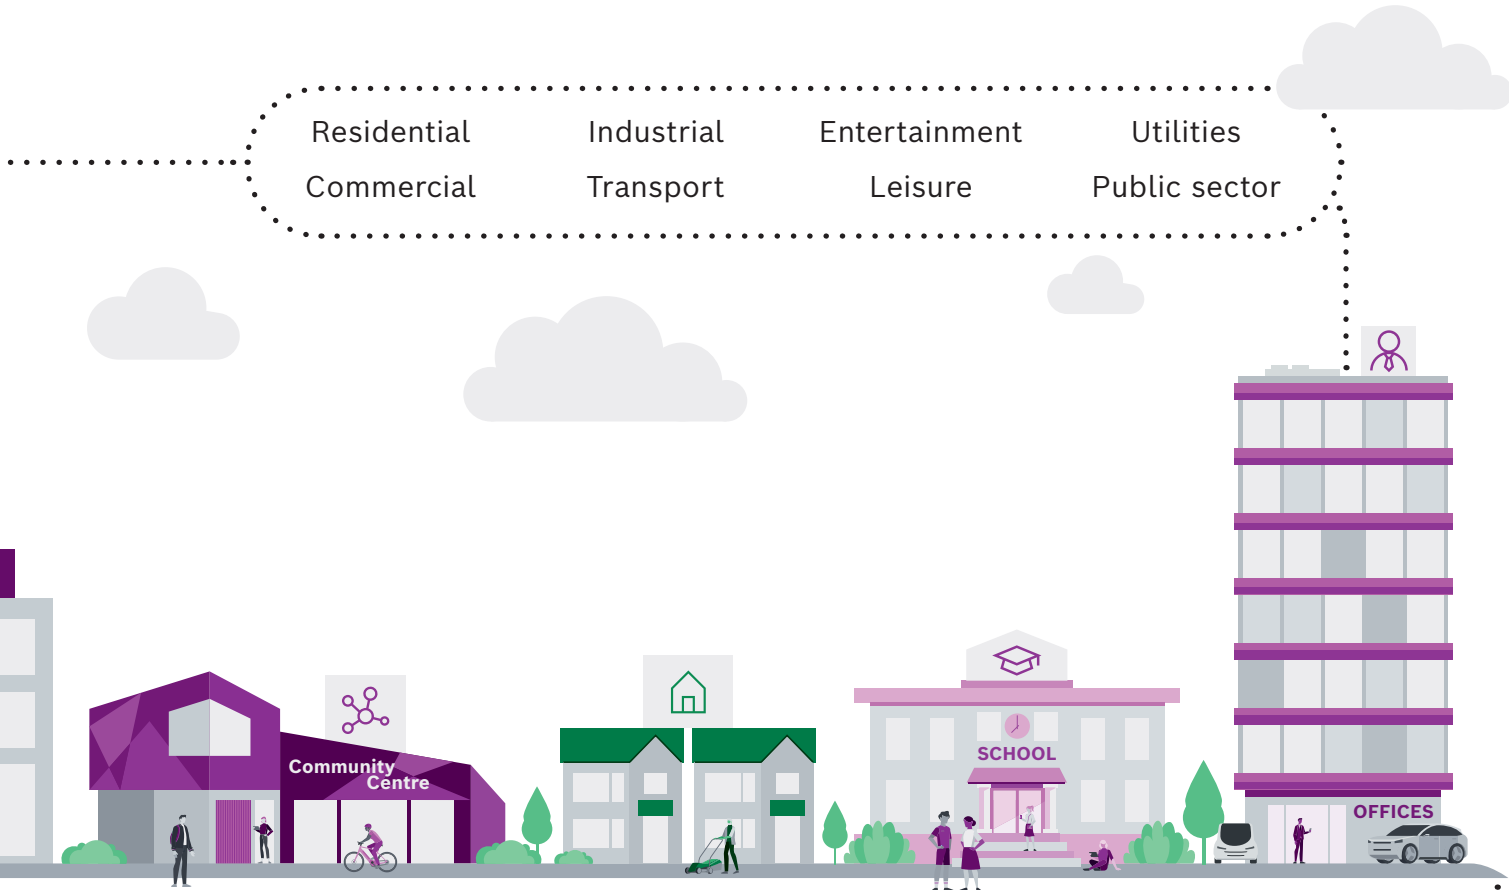 Residential Industrial Entertainment Utilities
Commercial Transport Leisure Public sector
Community
Centre
SCHOOL
OFFICES